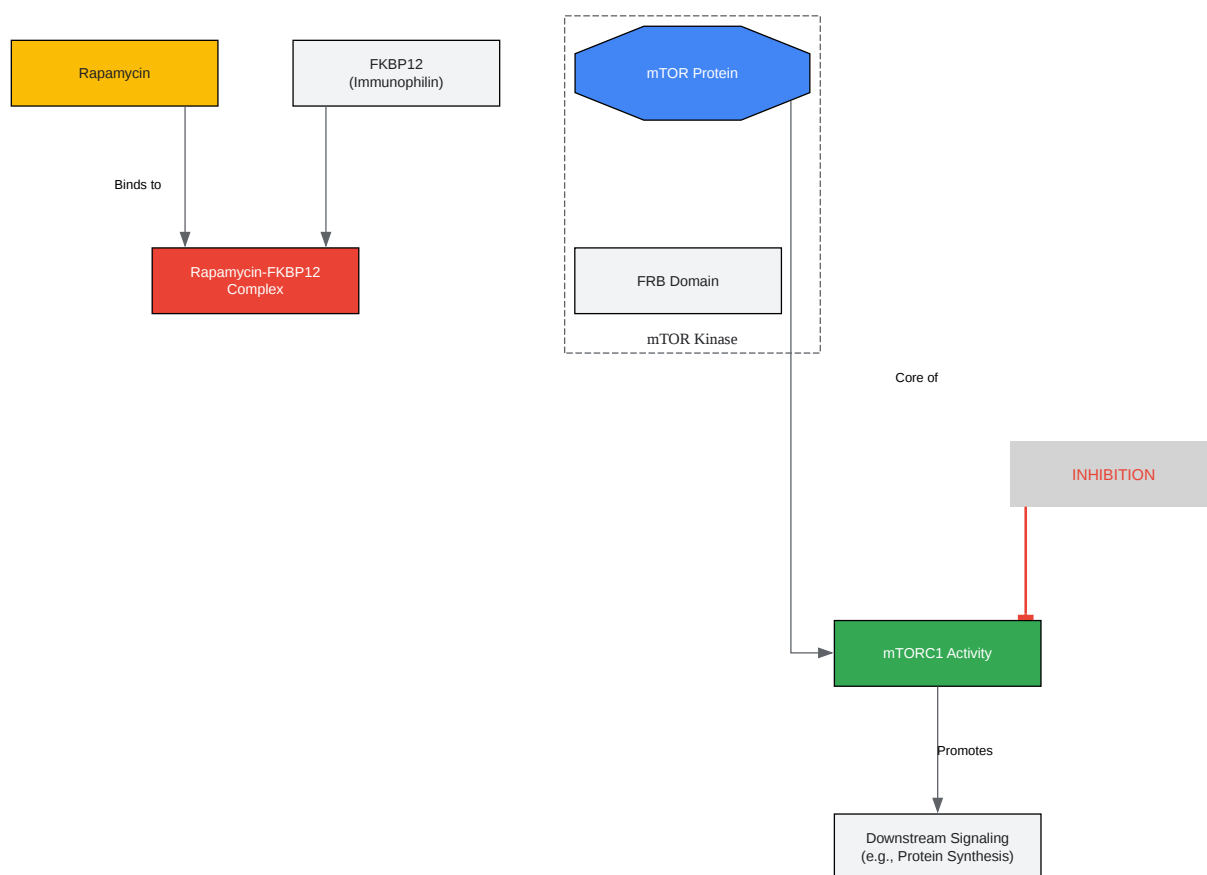 Rapamycin
FKBP12
(Immunophilin)
mTOR Protein
Binds to
Rapamycin-FKBP12
Complex
FRB Domain
mTOR Kinase
Core of
INHIBITION
mTORC1 Activity
Promotes
Downstream Signaling
(e.g., Protein Synthesis)